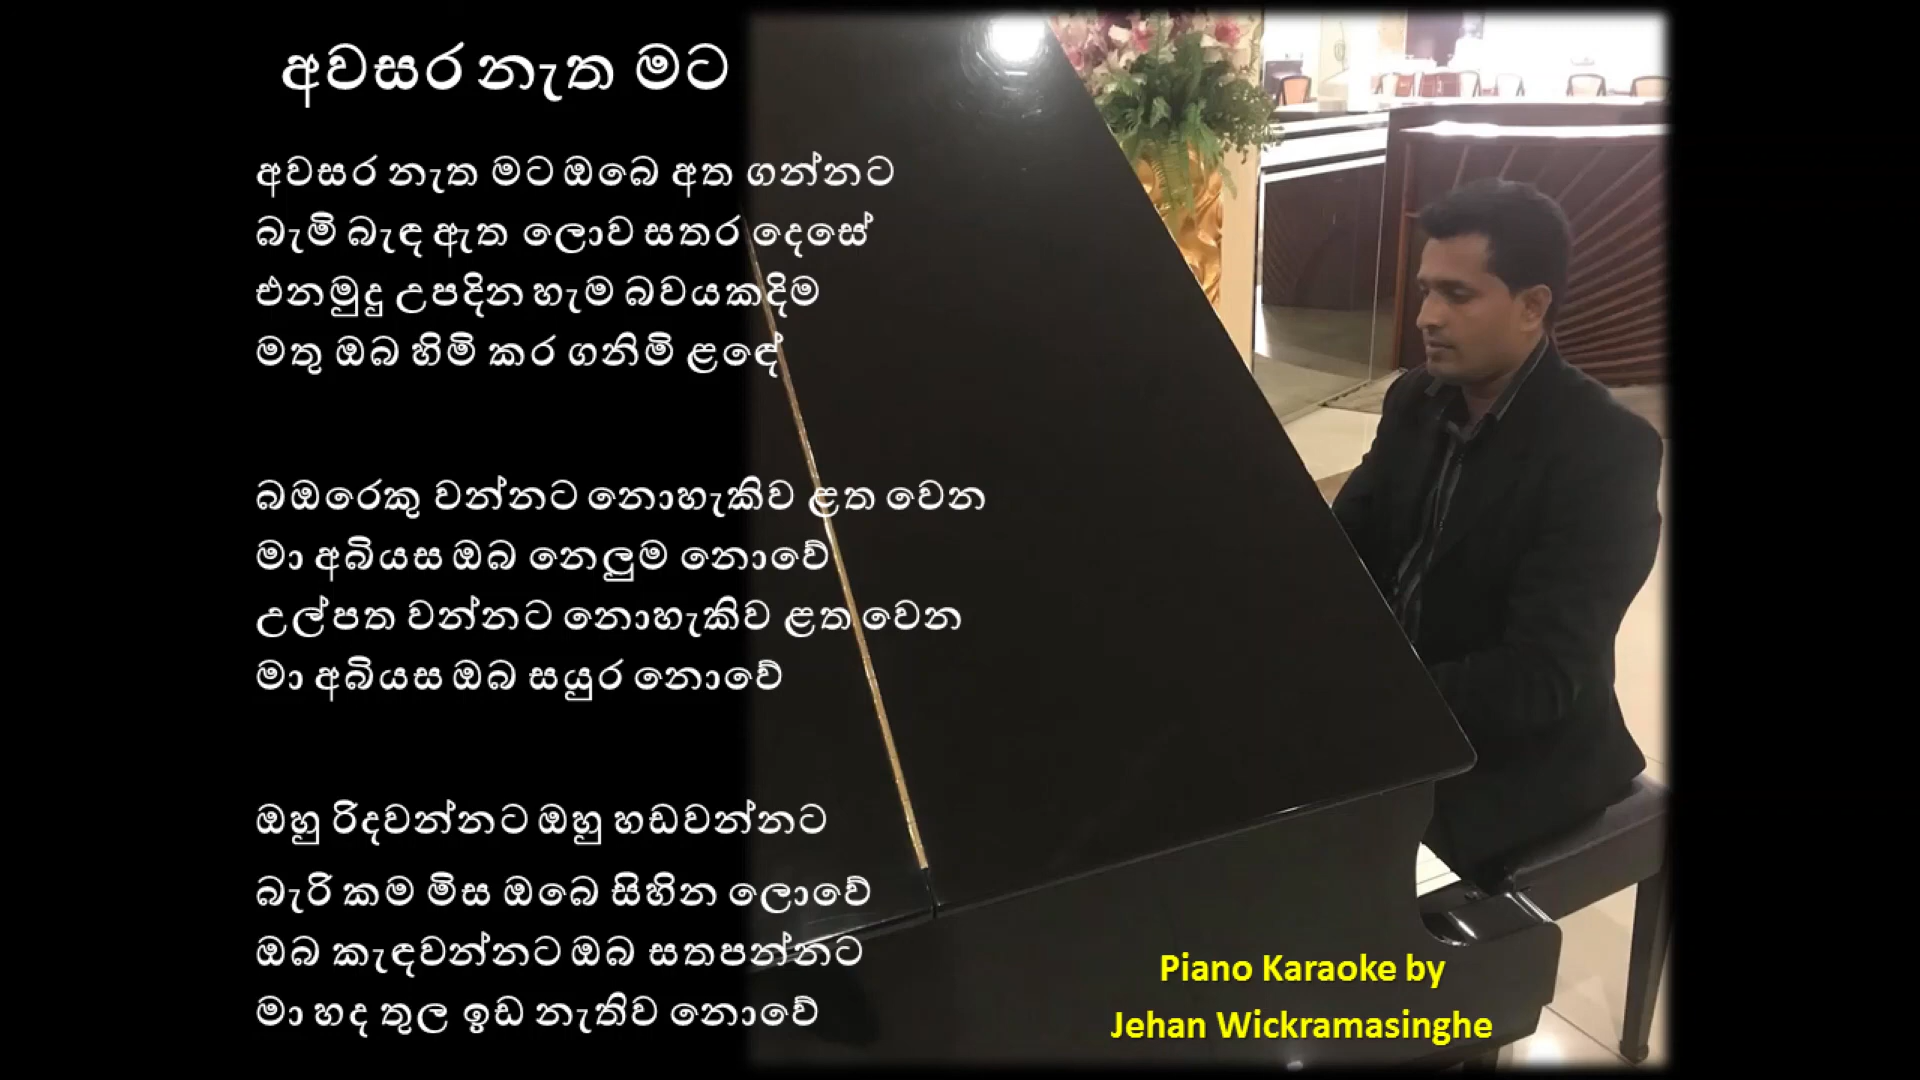 අවසර නැත මට
අවසර නැත මට ඔබෙ අත ගන්නට
බැමි බැඳ ඇත ලොව සතර දෙසේ
එනමුදු උපදින හැම බවයකදිම
මතු ඔබ හිමි කර ගනිමි ළඳේ
බඔරෙකු වන්නට නොහැකිව ළත වෙන
මා අබියස ඔබ නෙලුම නොවේ
උල්පත වන්නට නොහැකිව ළත වෙන
මා අබියස ඔබ සයුර නොවේ
ඔහු රිදවන්නට ඔහු හඩවන්නට
බැරි කම මිස ඔබෙ සිහින ලොවේ
ඔබ කැඳවන්නට ඔබ සතපන්නට
මා හද තුල ඉඩ නැතිව නොවේ
Piano Karaoke by
Jehan Wickramasinghe